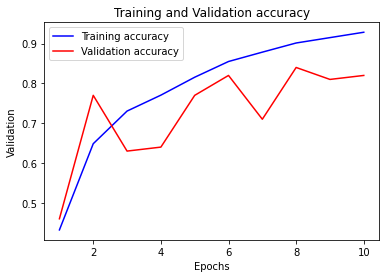 Training and Validation accuracy
Training accuracy
Validation accuracy
0.9
0.8
0.7
0.6
0.5
Validation
2
4
6
8
10
Epochs